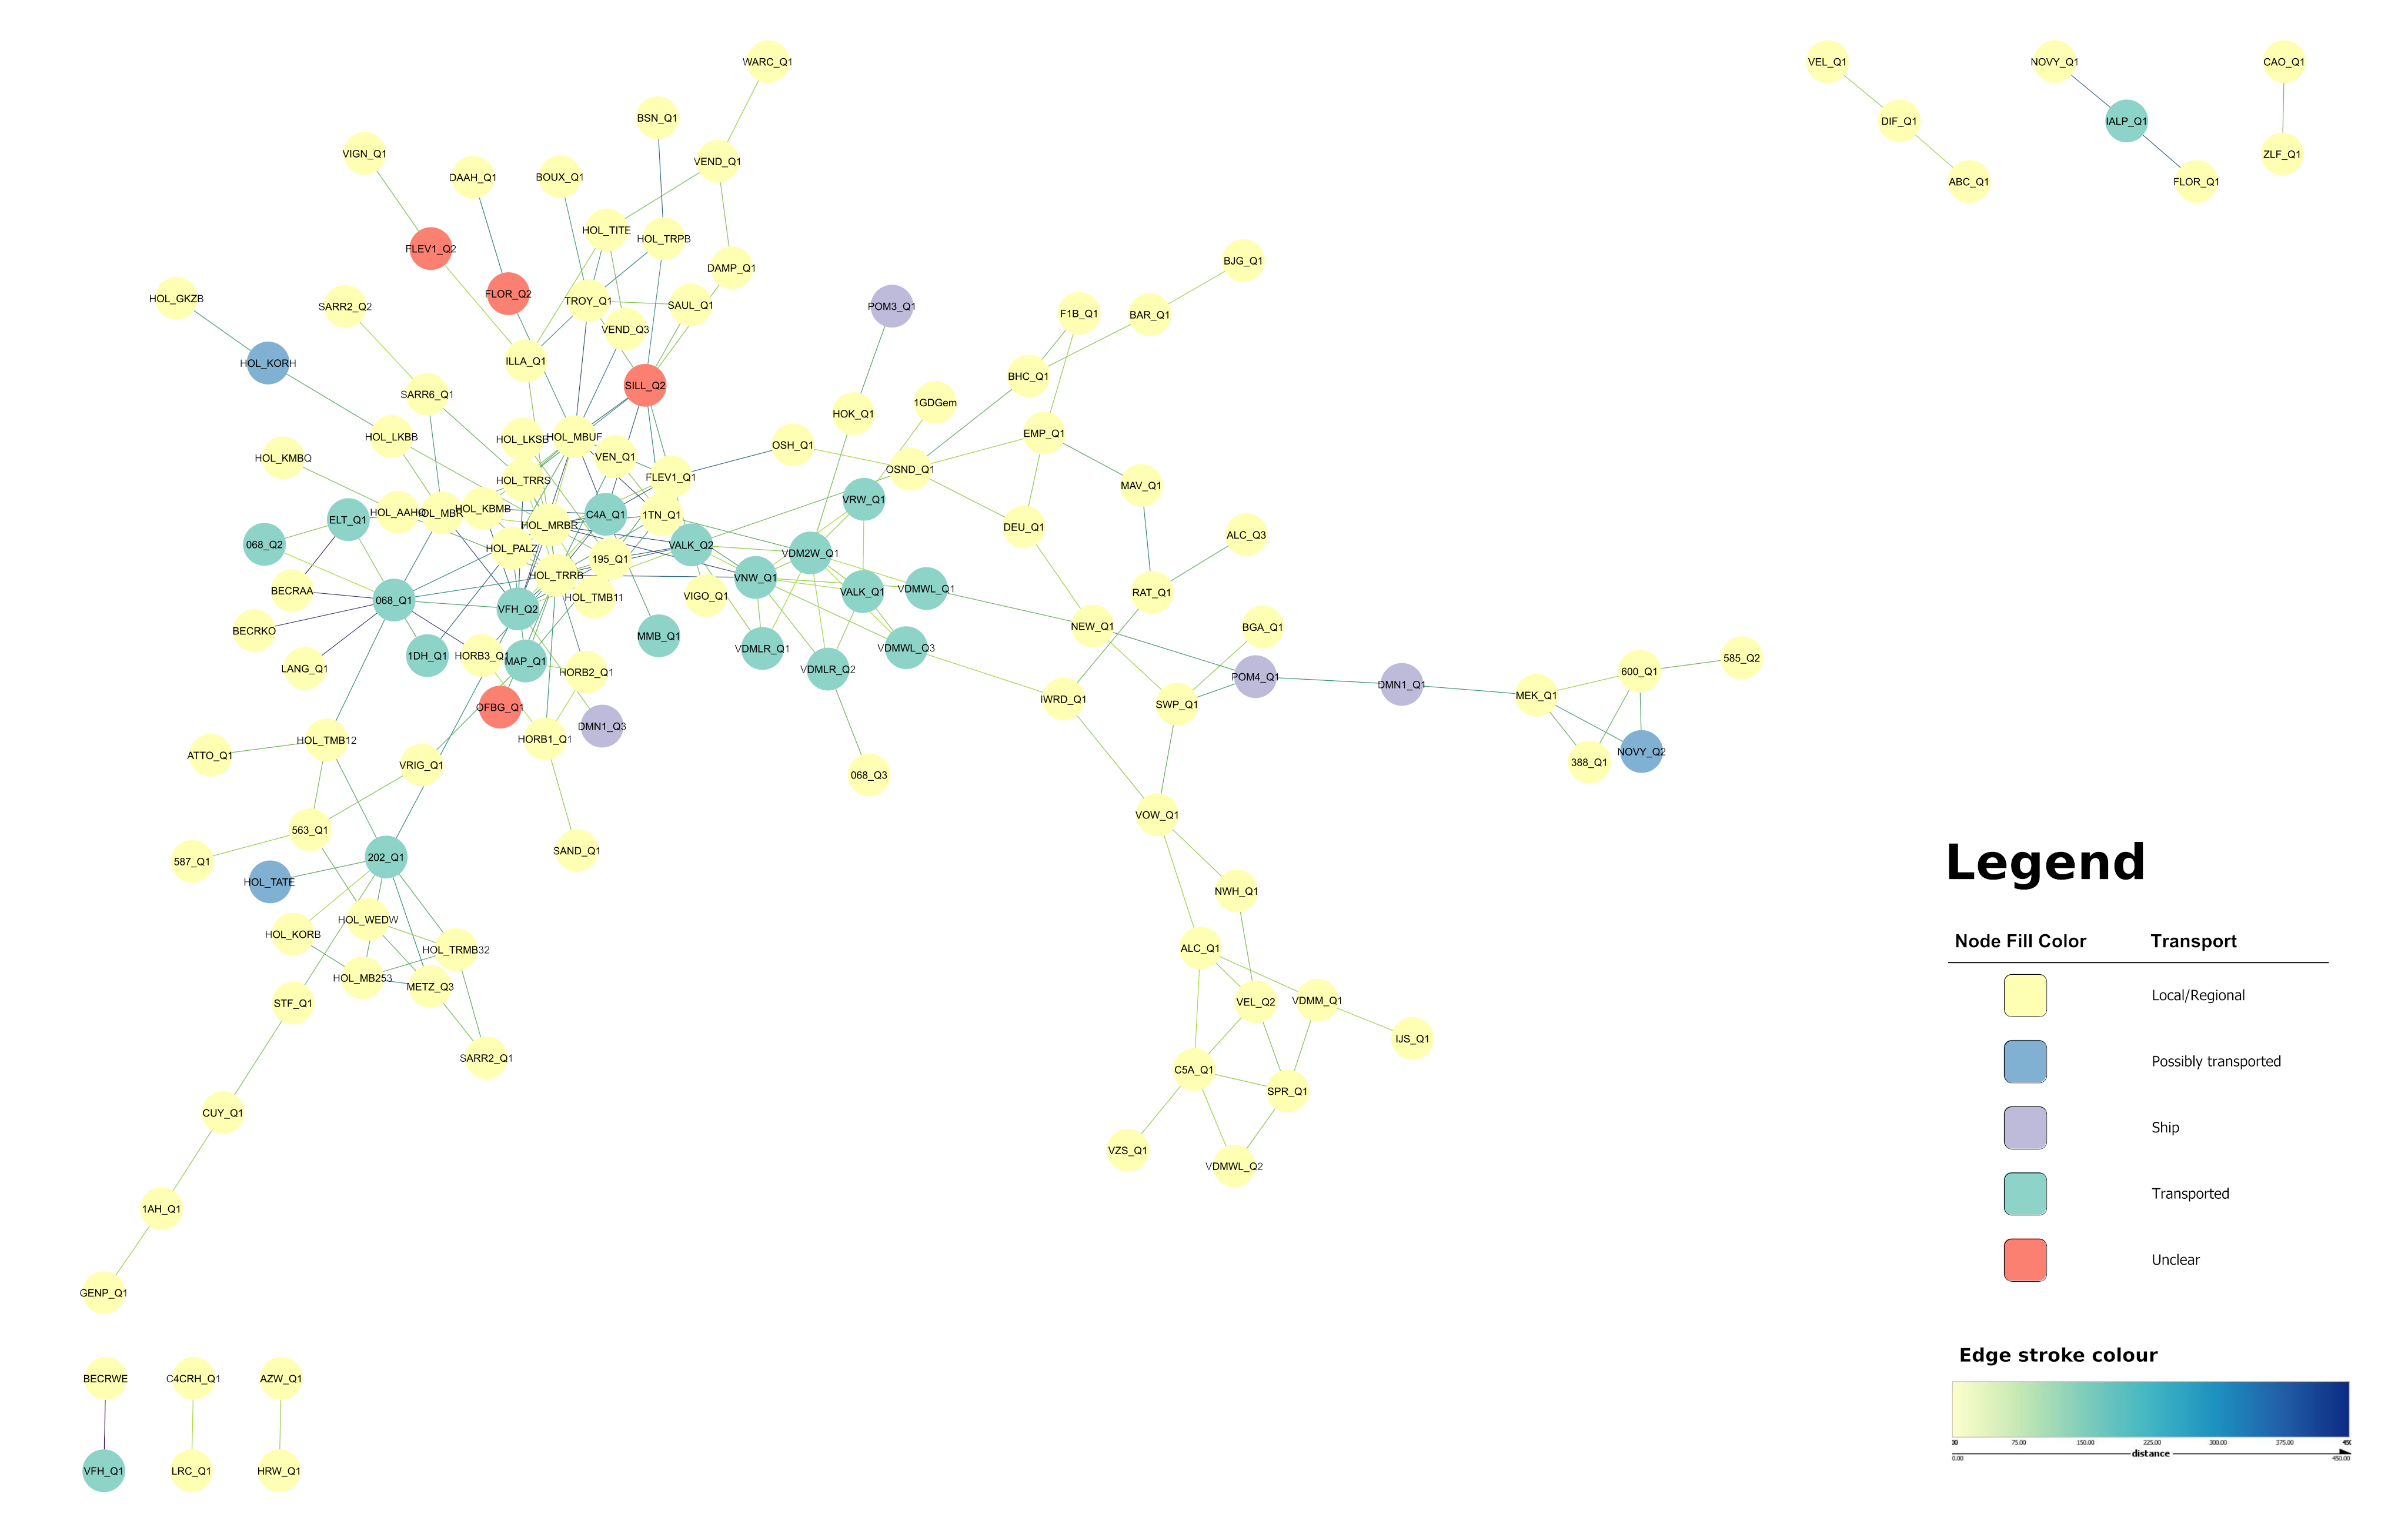 WARC_Q1
VEL_Q1
NOVY_Q1
CAO_Q1
BSN_Q1
DIF_Q1
IALP_Q1
VIGN_Q1
VEND_Q1
ZLF_Q1
DAAH_Q1
BOUX_Q1
ABC_Q1
FLOR_Q1
HOL_TITE
HOL_TRPB
FLEV1_Q2
DAMP_Q1
BJG_Q1
HOL_GKZB
FLOR_Q2
TROY_Q1
SARR2_Q2
SAUL_Q1
POM3_Q1
F1B_Q1
BAR_Q1
VEND_Q3
HOL_KORH
ILLA_Q1
BHC_Q1
SILL_Q2
SARR6_Q1
1GDGem
HOK_Q1
HOL_LKBB
HOL_LKSB
HOL_MBUF
EMP_Q1
OSH_Q1
HOL_KMBQ
VEN_Q1
OSND_Q1
HOL_TRRS
FLEV1_Q1
MAV_Q1
VRW_Q1
HOL_KBMB
HOL_AAHO
HOL_MBR
C4A_Q1
1TN_Q1
ELT_Q1
HOL_MRBR
DEU_Q1
ALC_Q3
068_Q2
HOL_PALZ
VALK_Q2
VDM2W_Q1
195_Q1
HOL_TRRB
VNW_Q1
BECRAA
VALK_Q1
VDMWL_Q1
RAT_Q1
068_Q1
VFH_Q2
HOL_TMB11
VIGO_Q1
BECRKO
MMB_Q1
NEW_Q1
BGA_Q1
VDMLR_Q1
VDMWL_Q3
1DH_Q1
HORB3_Q1
MAP_Q1
585_Q2
LANG_Q1
HORB2_Q1
VDMLR_Q2
600_Q1
POM4_Q1
DMN1_Q1
MEK_Q1
IWRD_Q1
SWP_Q1
OFBG_Q1
DMN1_Q3
HOL_TMB12
HORB1_Q1
ATTO_Q1
NOVY_Q2
388_Q1
VRIG_Q1
068_Q3
VOW_Q1
563_Q1
587_Q1
202_Q1
SAND_Q1
HOL_TATE
NWH_Q1
HOL_WEDW
HOL_KORB
HOL_TRMB32
ALC_Q1
HOL_MB253
METZ_Q3
STF_Q1
VEL_Q2
VDMM_Q1
IJS_Q1
SARR2_Q1
C5A_Q1
SPR_Q1
CUY_Q1
VZS_Q1
VDMWL_Q2
1AH_Q1
GENP_Q1
BECRWE
C4CRH_Q1
AZW_Q1
VFH_Q1
LRC_Q1
HRW_Q1
Legend
Node Fill Color Transport
Local/Regional
Possibly transported
Ship
Transported
Unclear
Edge stroke colour
75.00 150.00 225.00 300.00 375.00
distance
0.00 450.00